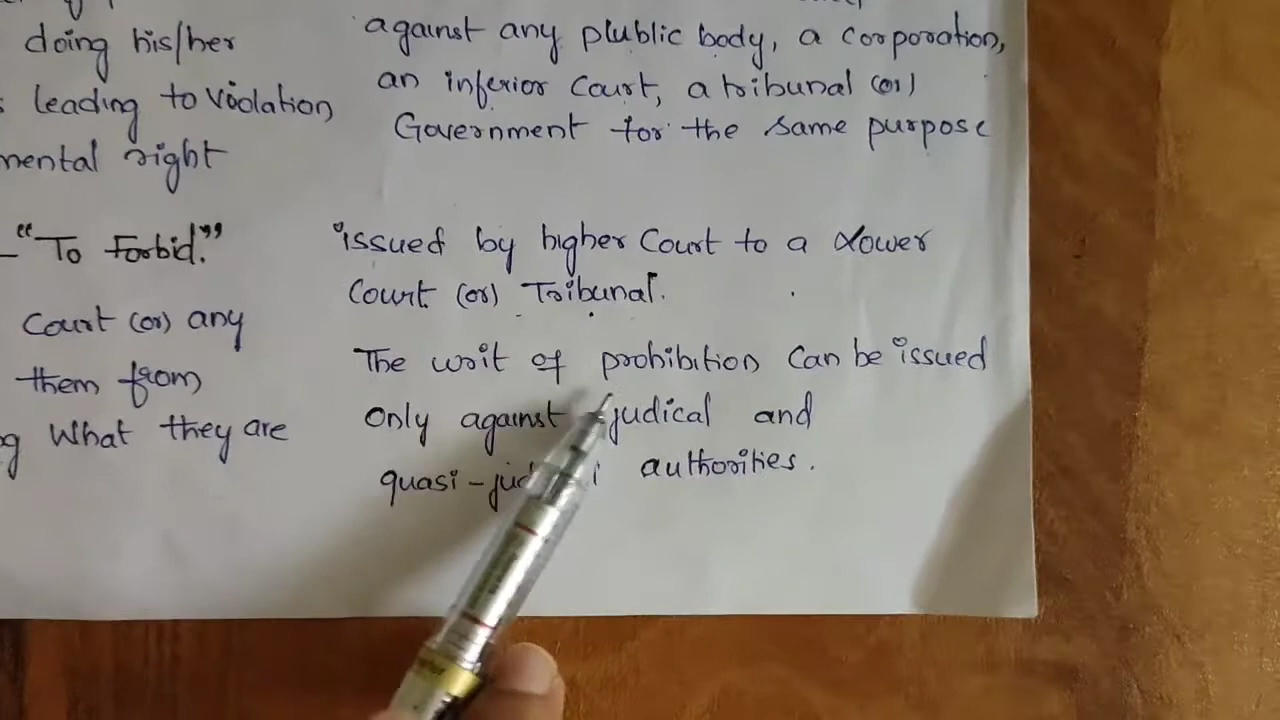 doing his/her
leading to violation
mental right
"To Forbid."
Court (or) any
them from
What they are
against any plublic body, a corporation,
an inferior Court, a tribunal (or)
Government for the same purpose
issued by higher Court to a lower
Court (or) Tribunal.
The writ of prohibition can be issued
Only against judical and
quasi-jud authorities.